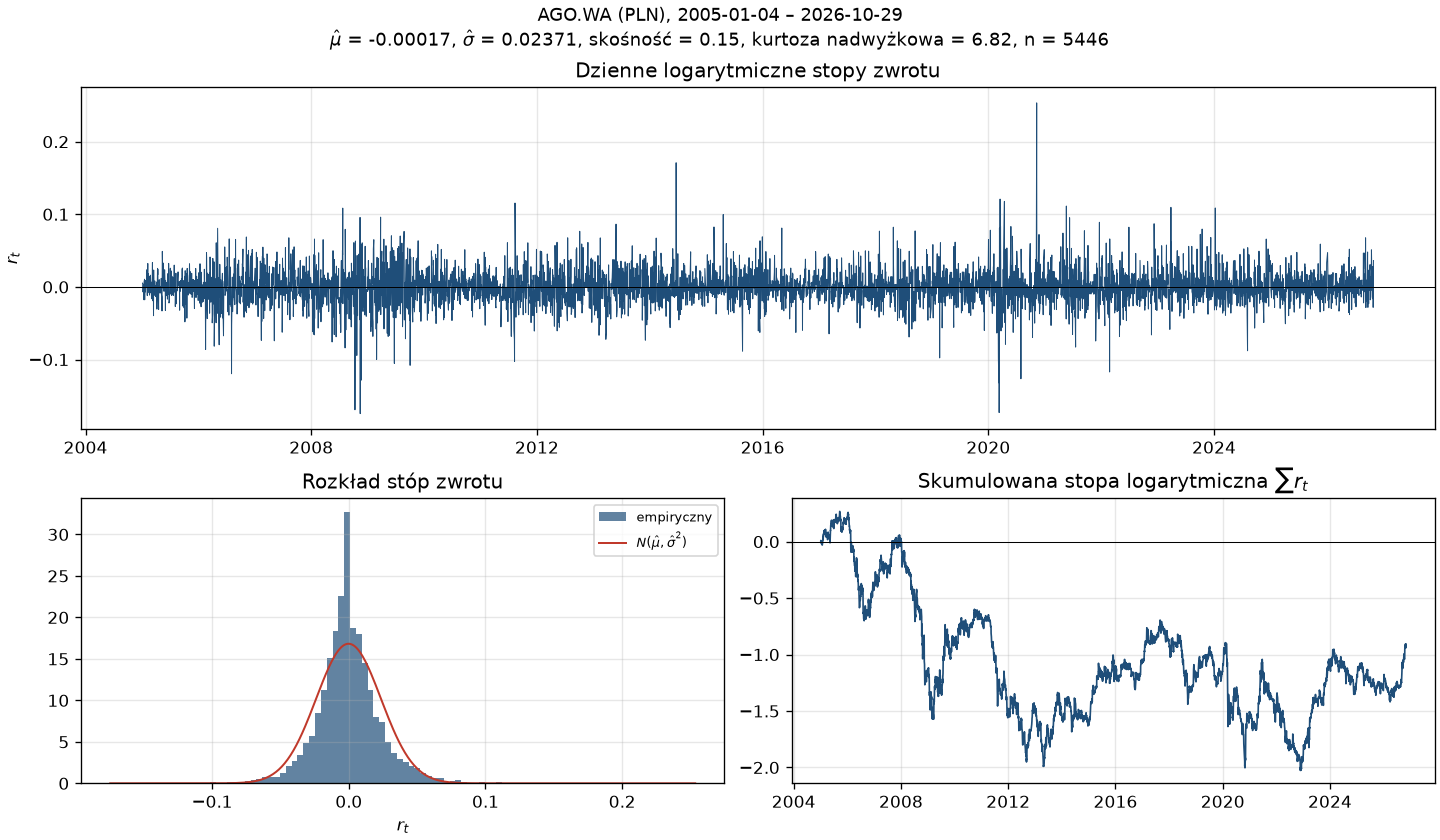 AGO.WA (PLN), 2005-01-04 – 2026-10-29
μ̂ = -0.00017, σ̂ = 0.02371, skośność = 0.15, kurtoza nadwyżkowa = 6.82, n = 5446
Dzienne logarytmiczne stopy zwrotu
0.2
0.1
0.0
−0.1
r_t
2004 2008 2012 2016 2020 2024
Rozkład stóp zwrotu
30
25
20
15
10
5
0
empiryczny
N(μ̂, σ̂²)
−0.1 0.0 0.1 0.2
r_t
Skumulowana stopa logarytmiczna ∑r_t
0.0
−0.5
−1.0
−1.5
−2.0
2004 2008 2012 2016 2020 2024